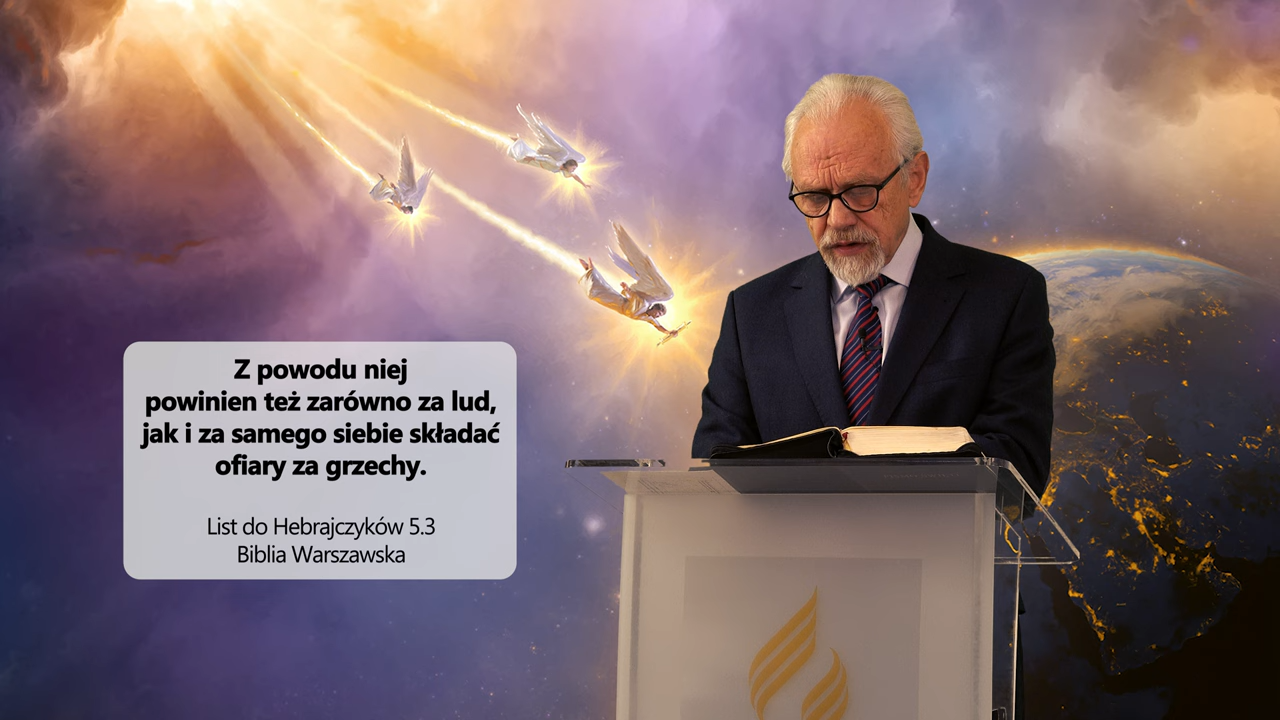 Z powodu niej
powinien też zarówno za lud,
jak i za samego siebie składać
ofiary za grzechy.
List do Hebrajczyków 5.3
Biblia Warszawska